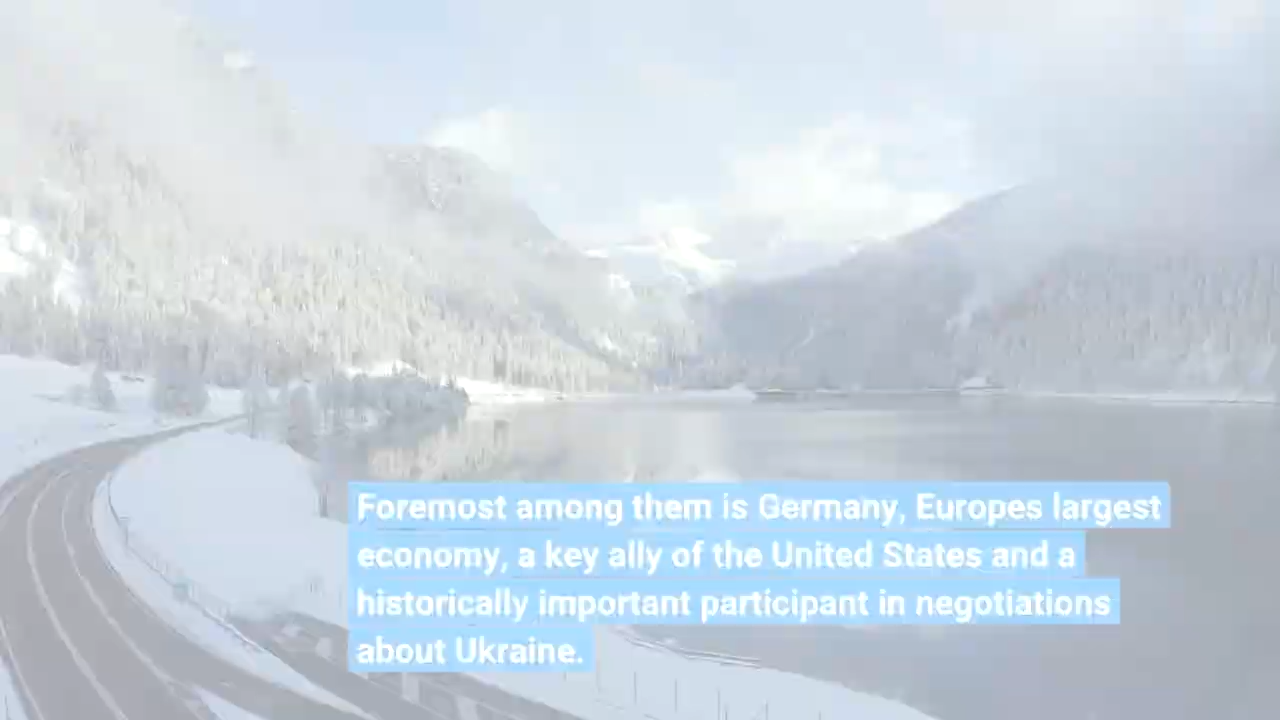 Foremost among them is Germany, Europes largest
economy, a key ally of the United States and a
historically important participant in negotiations
about Ukraine.